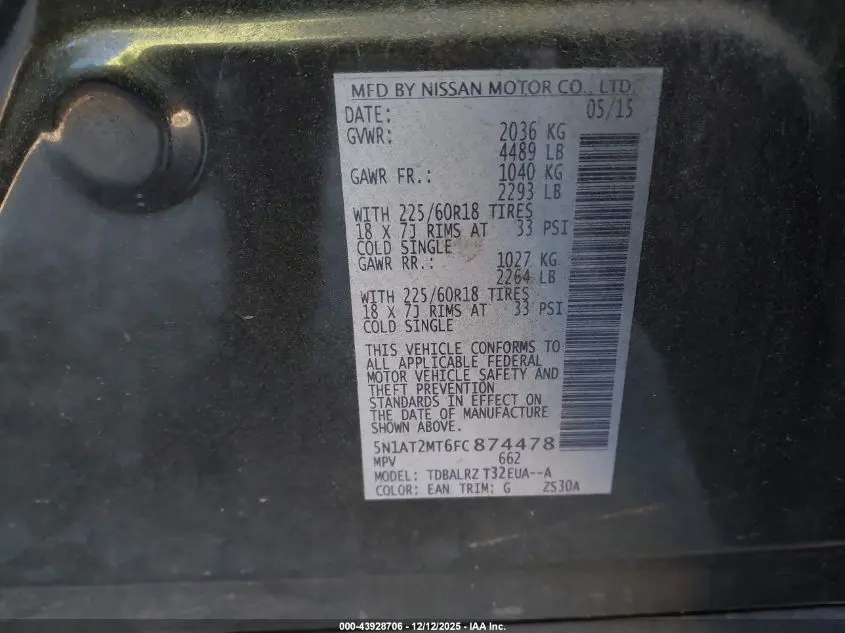 MFD BY NISSAN MOTOR CO., LTD.
DATE: 05/15
GVWR: 2036 KG
4489 LB
GAWR FR.: 1040 KG
2293 LB
WITH 225/60R18 TIRES
18 X 7J RIMS AT 33 PSI
COLD SINGLE
GAWR RR.: 1027 KG
2264 LB
WITH 225/60R18 TIRES
18 X 7J RIMS AT 33 PSI
COLD SINGLE
THIS VEHICLE CONFORMS TO
ALL APPLICABLE FEDERAL
MOTOR VEHICLE SAFETY AND
THEFT PREVENTION
STANDARDS IN EFFECT ON
THE DATE OF MANUFACTURE
SHOWN ABOVE.
5N1AT2MT6FC874478
MPV 662
MODEL: TDBALRZ T32EUA--A
COLOR: EAN TRIM: G ZS30A
000-43928706 - 12/12/2025 - IAA Inc.